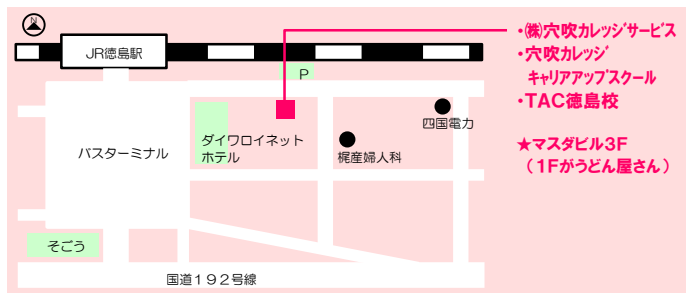 N
JR徳島駅
P
バスターミナル
ダイワロイネット
ホテル
四国電力
梶産婦人科
そごう
国道192号線
・㈱穴吹カレッジサービス
・穴吹カレッジ
キャリアアップスクール
・TAC徳島校
★マスダビル3F
（1Fがうどん屋さん）